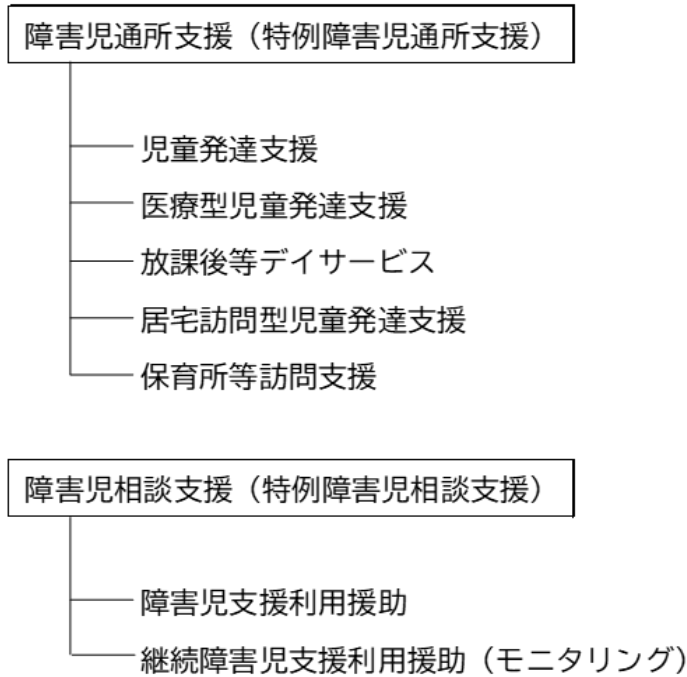 障害児通所支援（特例障害児通所支援）
児童発達支援
医療型児童発達支援
放課後等デイサービス
居宅訪問型児童発達支援
保育所等訪問支援
障害児相談支援（特例障害児相談支援）
障害児支援利用援助
継続障害児支援利用援助（モニタリング）